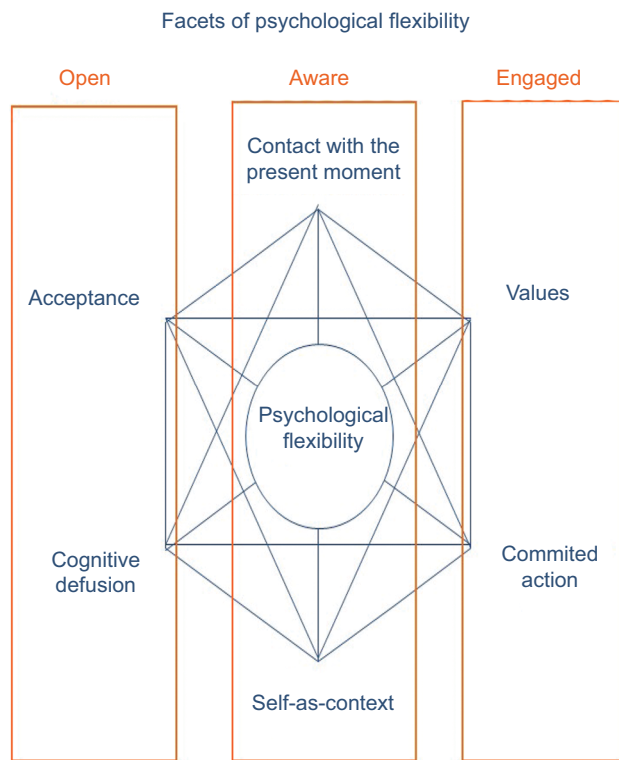 Facets of psychological flexibility
Open
Aware
Engaged
Contact with the
present moment
Acceptance
Values
Psychological
flexibility
Cognitive
defusion
Commited
action
Self-as-context